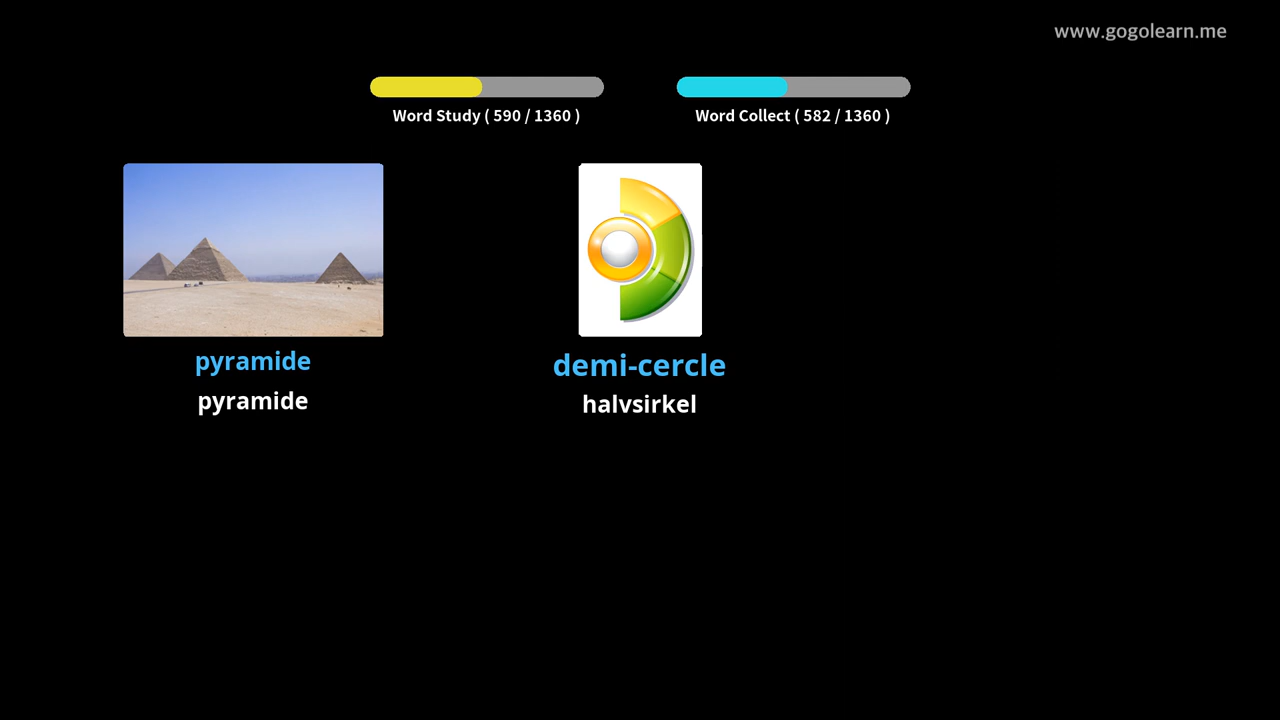 www.gogolearn.me
Word Study ( 590 / 1360 )
Word Collect ( 582 / 1360 )
pyramide
pyramide
demi-cercle
halvsirkel